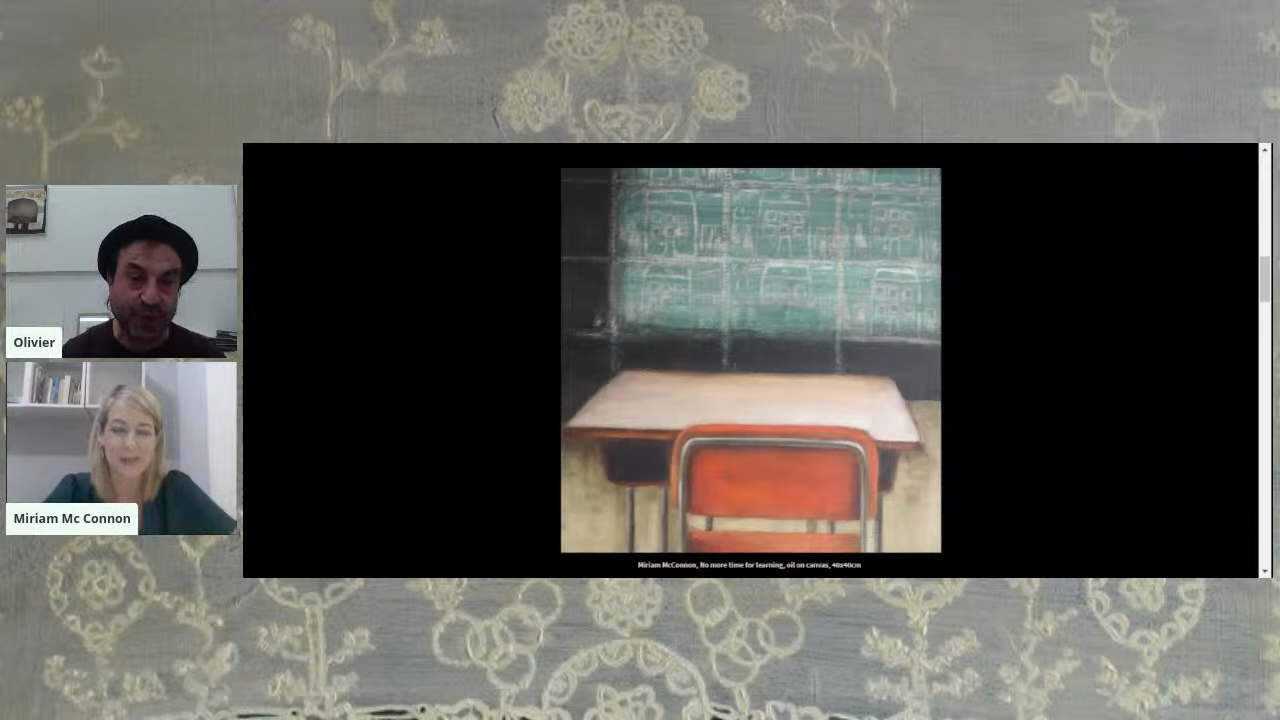 Olivier
Miriam Mc Connon
Miriam McConnon, No more time for learning, oil on canvas, 40x40cm